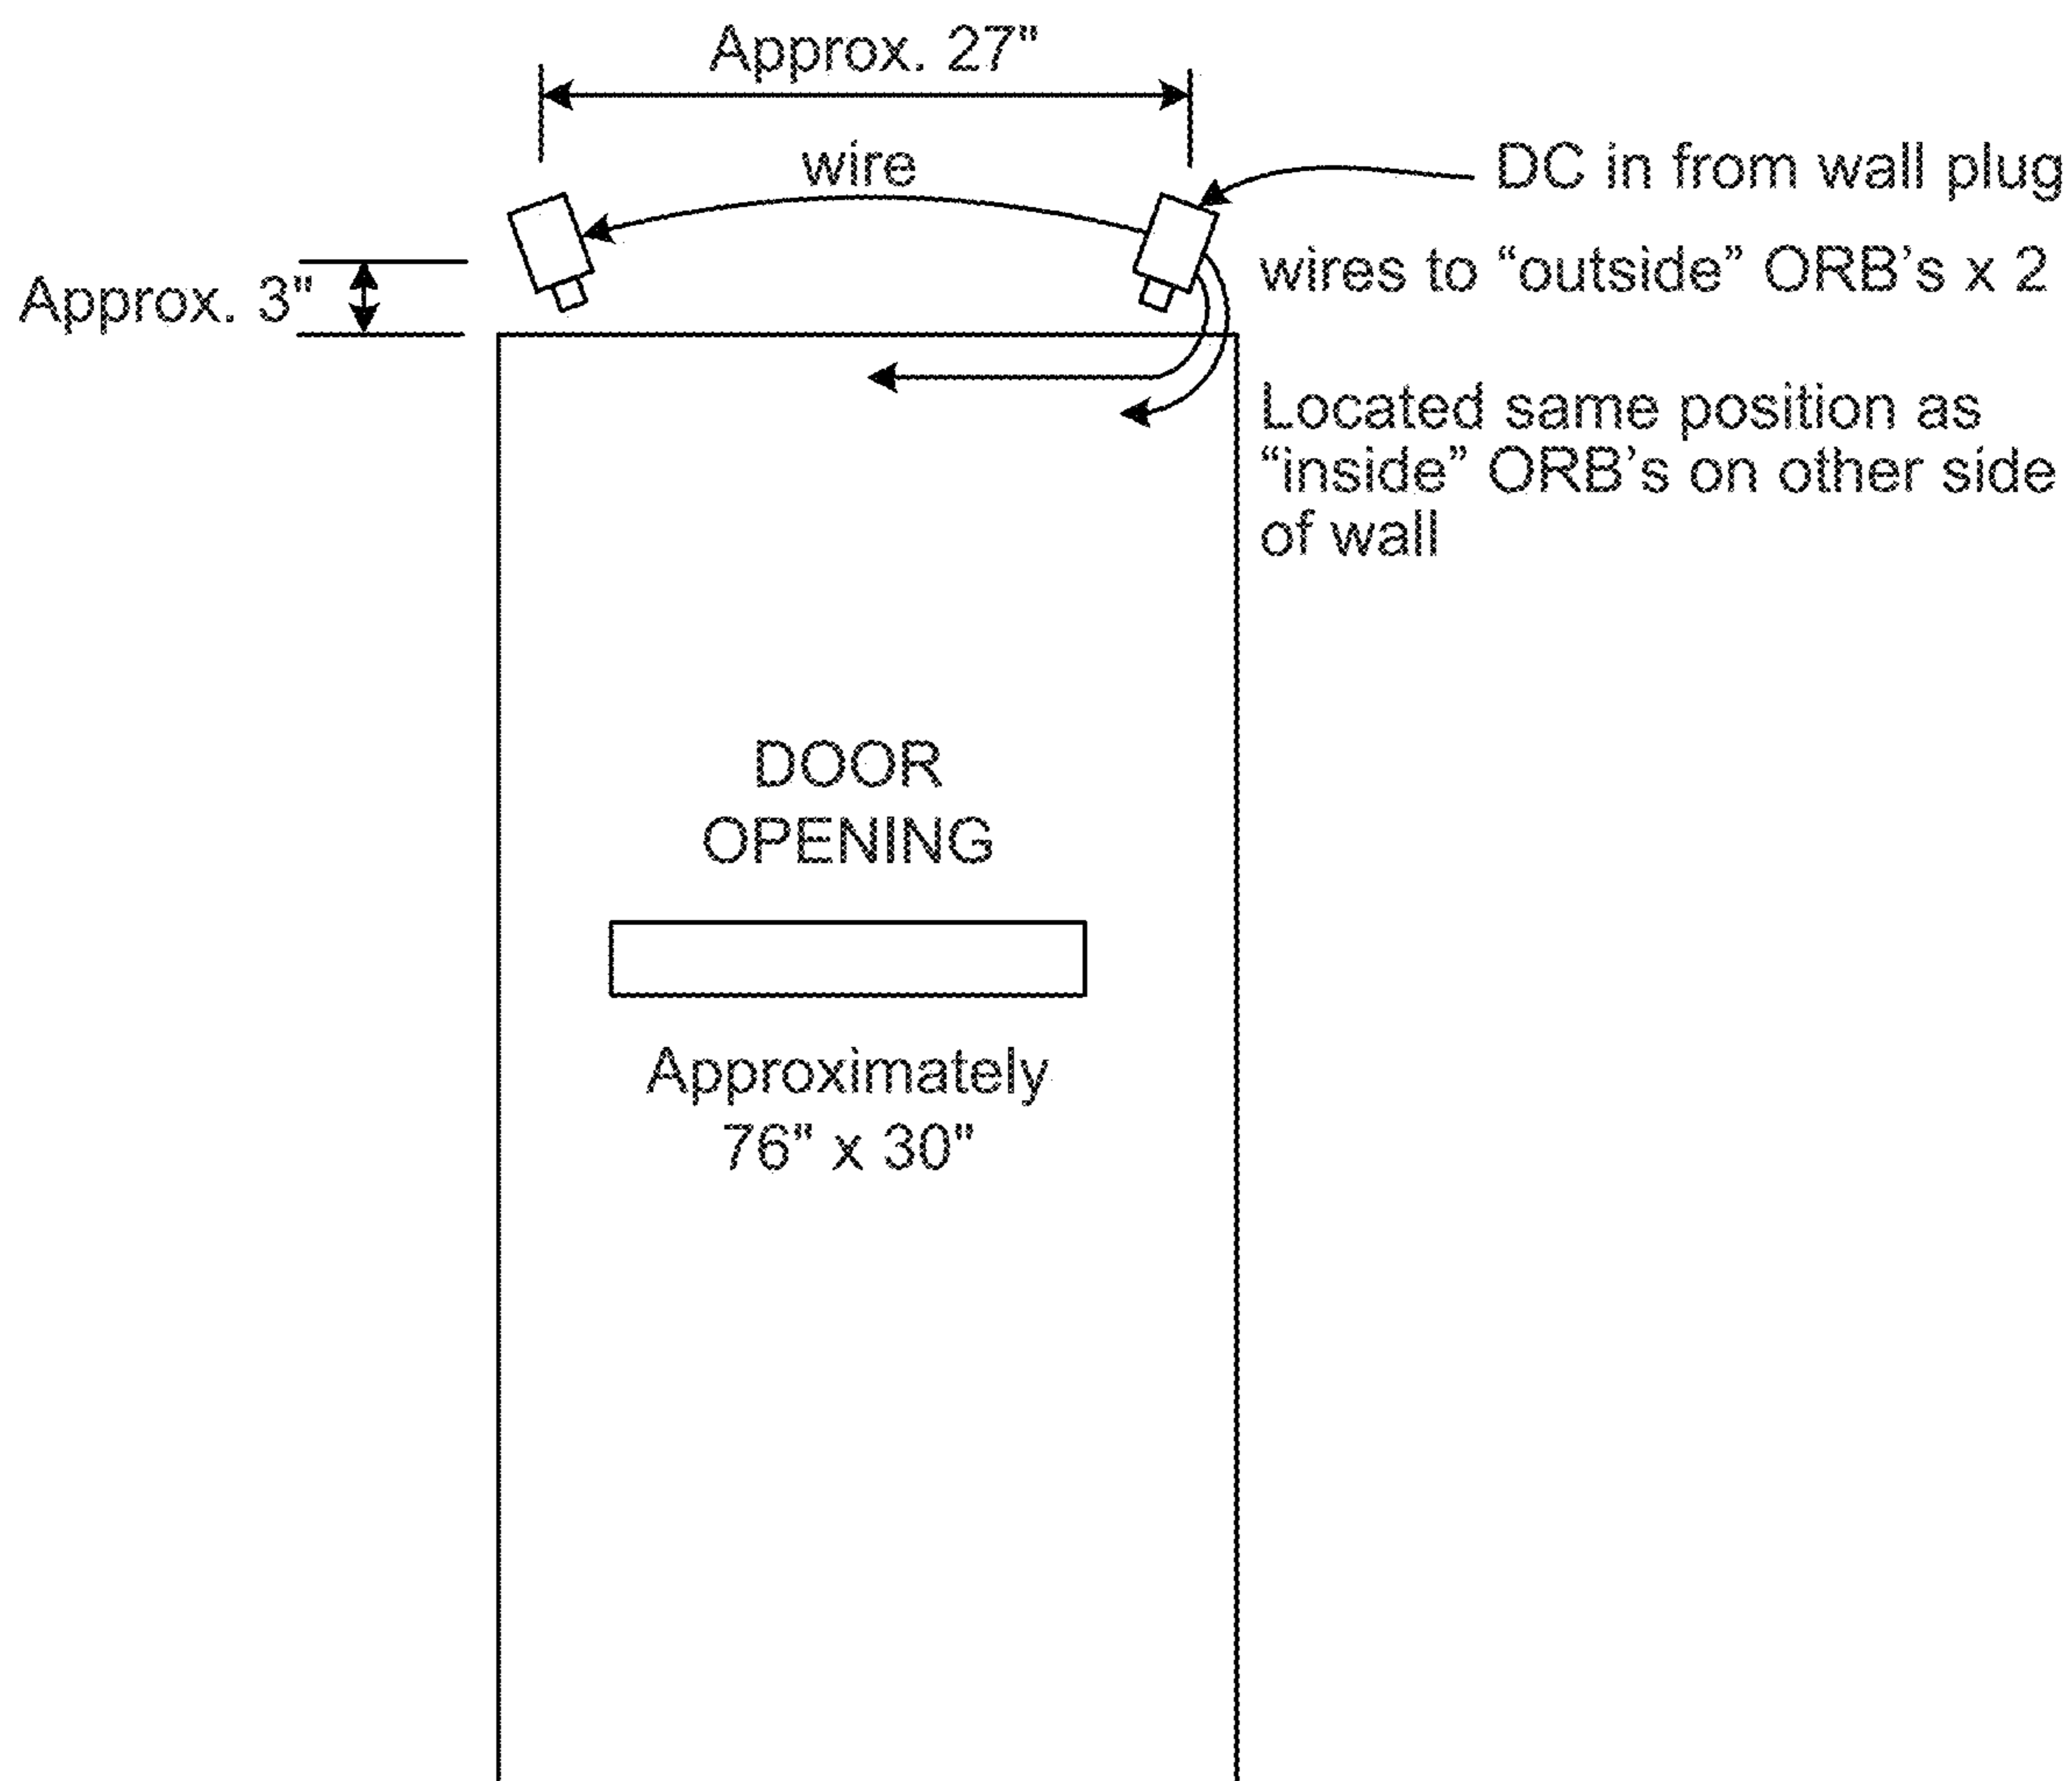 Approx. 27"
wire
DC in from wall plug
wires to “outside” ORB’s x 2
Approx. 3"
Located same position as
“inside” ORB’s on other side
of wall
DOOR
OPENING
Approximately
76" x 30"